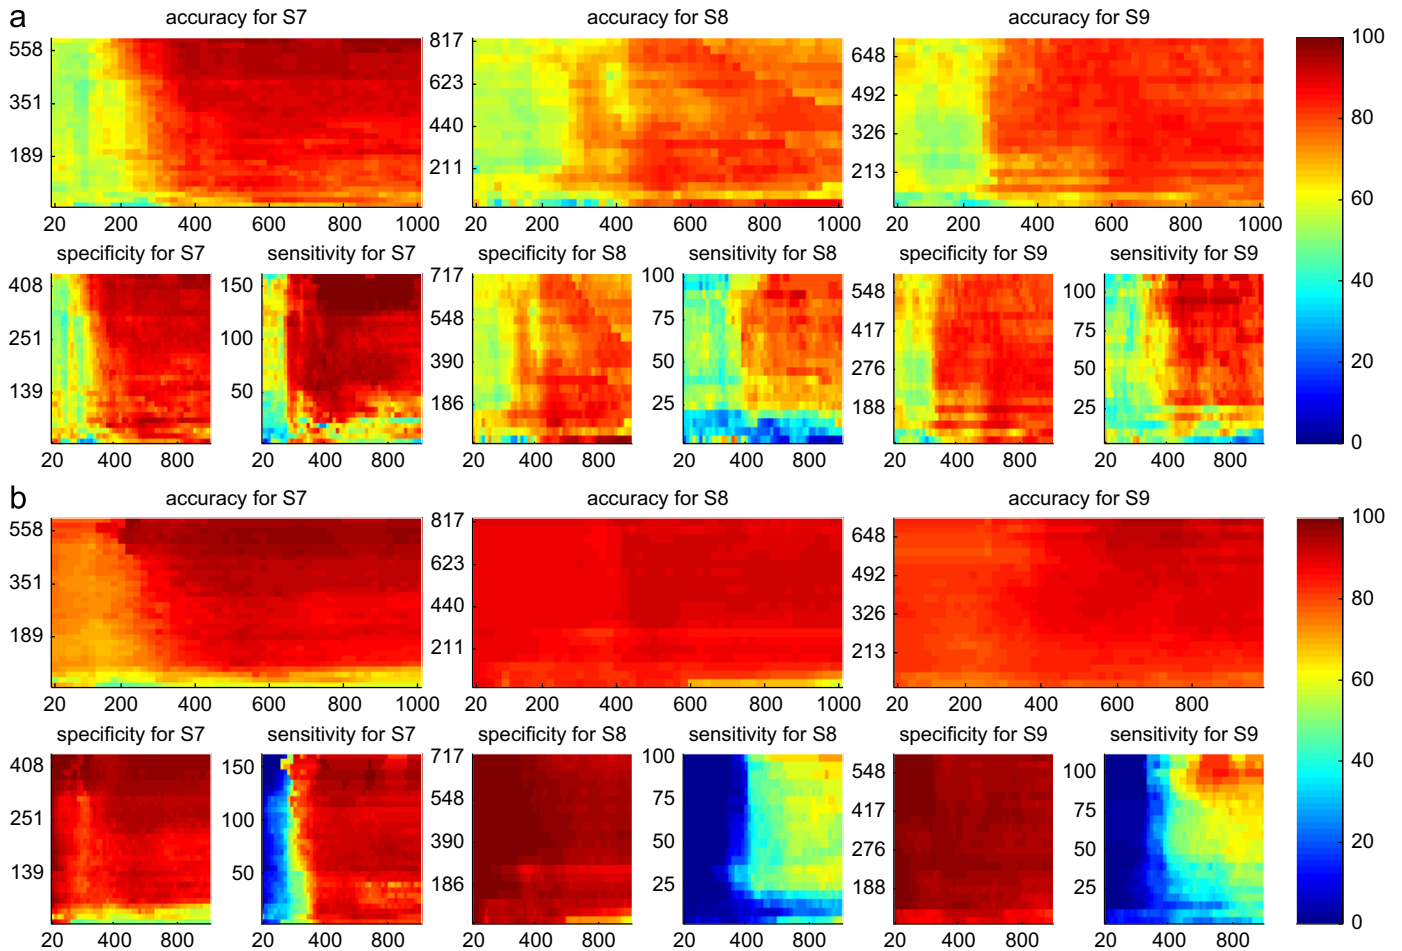 a
accuracy for S7
accuracy for S8
accuracy for S9
558
351
189
20 200 400 600 800 1000
817
623
440
211
20 200 400 600 800 1000
648
492
326
213
20 200 400 600 800 1000
100
80
60
40
20
0
specificity for S7
sensitivity for S7
specificity for S8
sensitivity for S8
specificity for S9
sensitivity for S9
408
251
139
20 400 800
150
100
50
20 400 800
717
548
390
186
20 400 800
100
75
50
25
20 400 800
548
417
276
188
20 400 800
100
75
50
25
20 400 800
b
accuracy for S7
accuracy for S8
accuracy for S9
558
351
189
20 200 400 600 800 1000
817
623
440
211
20 200 400 600 800 1000
648
492
326
213
20 200 400 600 800
100
80
60
40
20
0
specificity for S7
sensitivity for S7
specificity for S8
sensitivity for S8
specificity for S9
sensitivity for S9
408
251
139
20 400 800
150
100
50
20 400 800
717
548
390
186
20 400 800
100
75
50
25
20 400 800
548
417
276
188
20 400 800
100
75
50
25
20 400 800